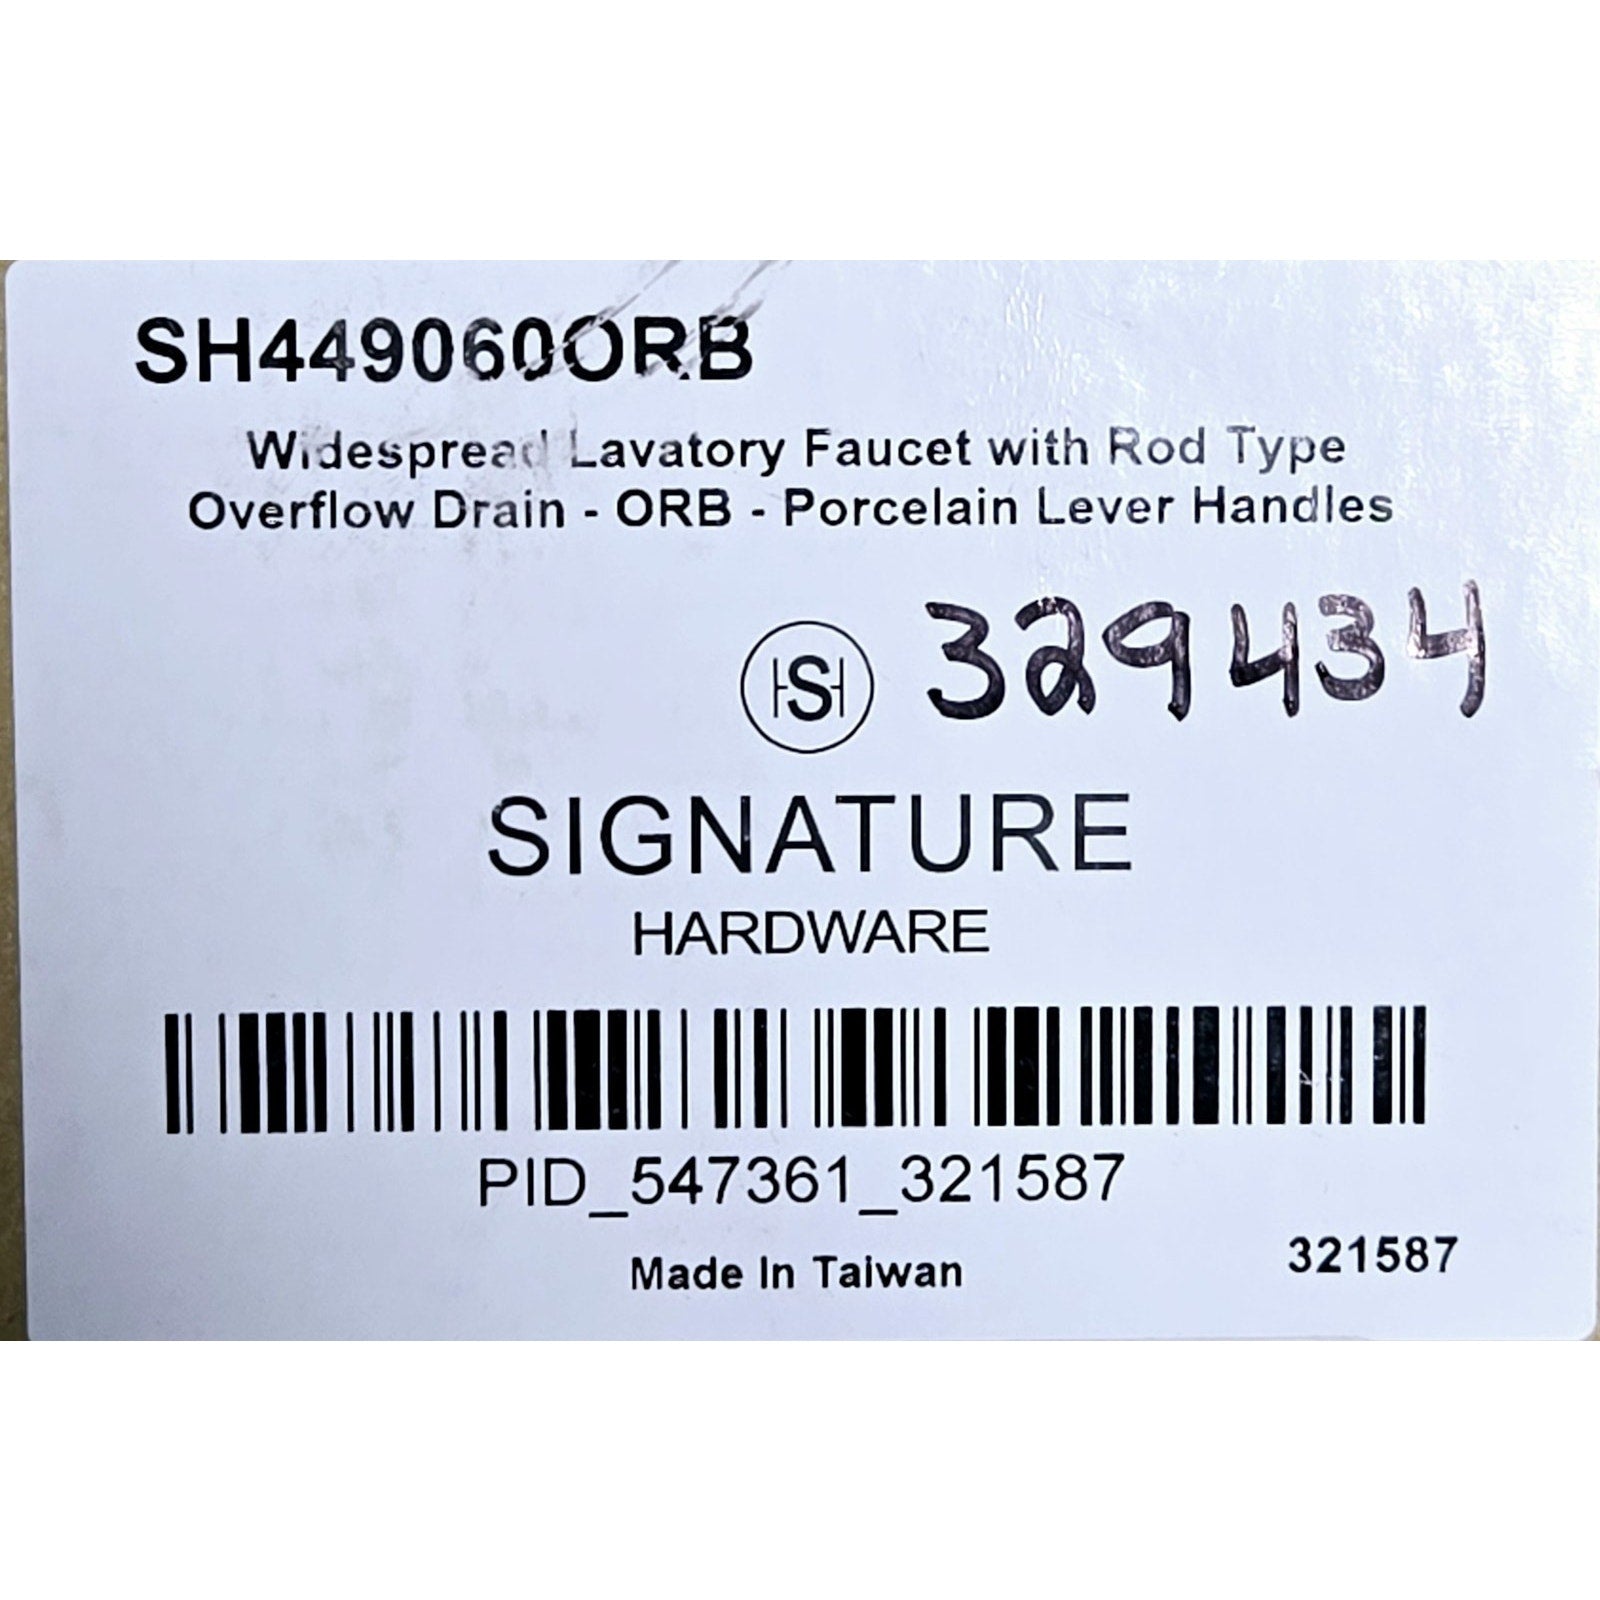 SH449060ORB
Widespread Lavatory Faucet with Rod Type
Overflow Drain - ORB - Porcelain Lever Handles
HSH 329434
SIGNATURE
HARDWARE
PID_547361_321587
Made In Taiwan
321587